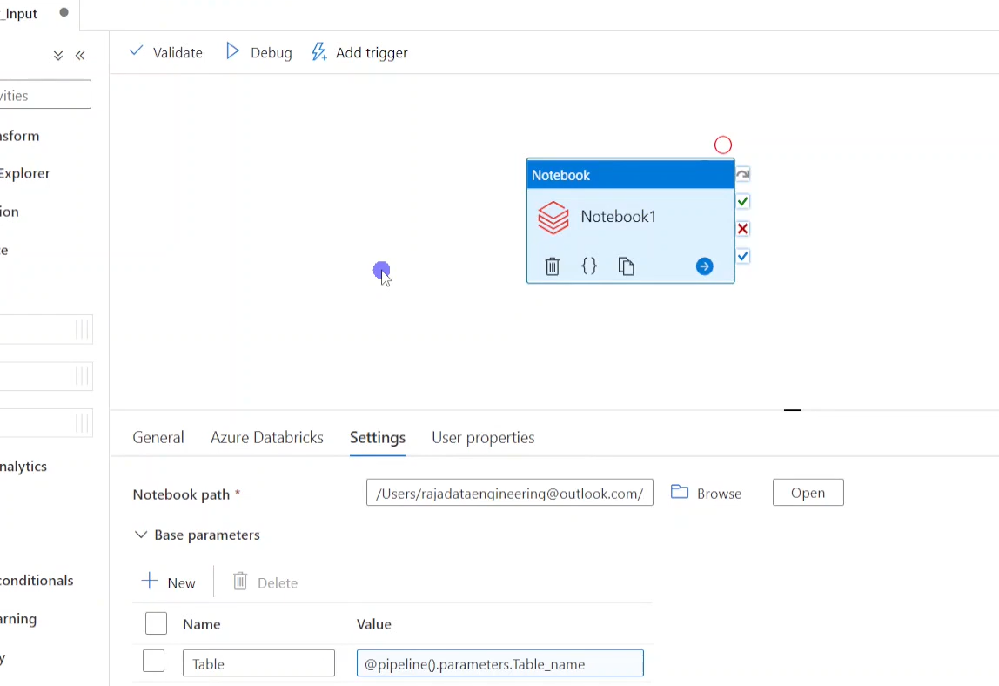 _Input
Validate Debug Add trigger
vities
nsform
Explorer
ion
e
Notebook
Notebook1
General Azure Databricks Settings User properties
nalytics
Notebook path * /Users/rajadataengineering@outlook.com/ Browse Open
Base parameters
New Delete
conditionals
arning
Name Value
y
Table @pipeline().parameters.Table_name